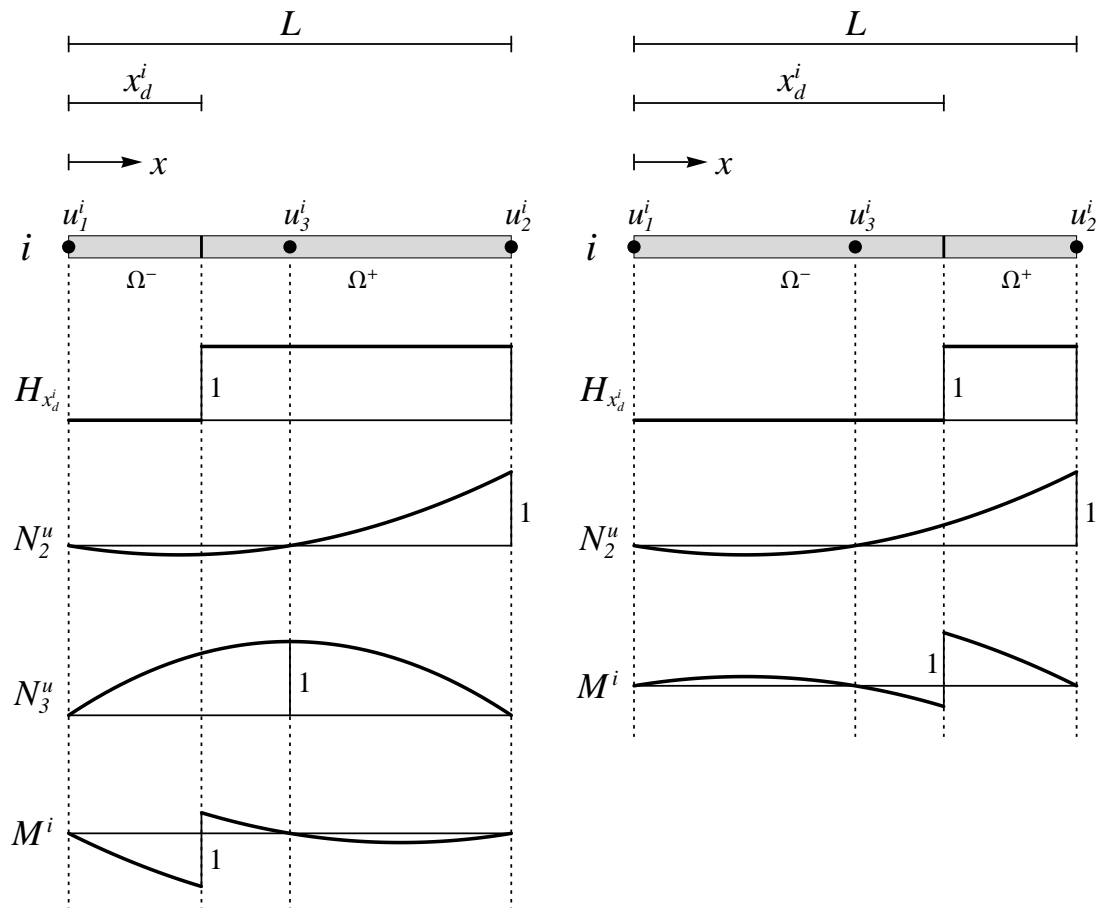 L L
x_d^i x_d^i
x x
u_1^i u_3^i u_2^i u_1^i u_3^i u_2^i
i i
Ω^- Ω^+ Ω^- Ω^+
H_{x_d^i} 1 H_{x_d^i} 1
N_2^u 1 N_2^u 1
N_3^u 1 M^i 1
M^i 1